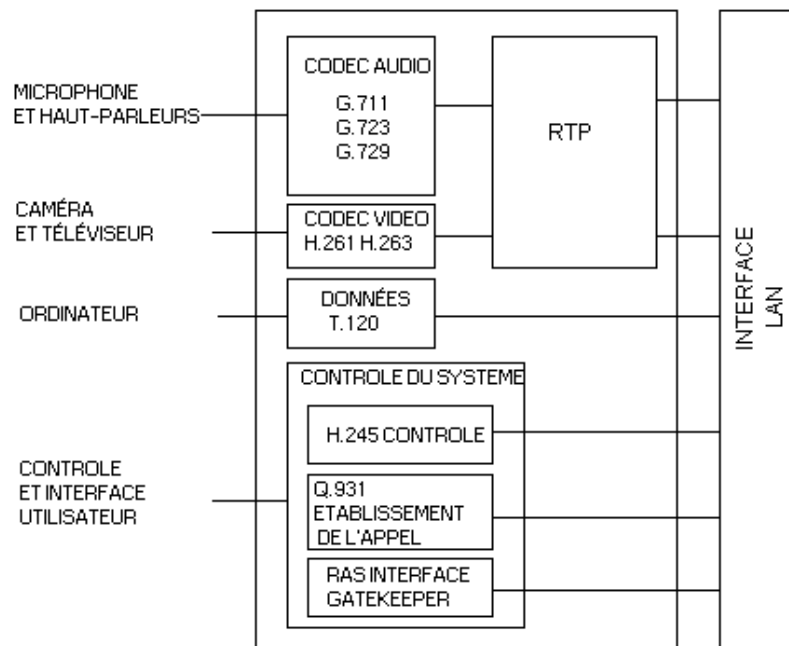 MICROPHONE
ET HAUT-PARLEURS
CODEC AUDIO
G.711
G.723
G.729
RTP
CAMÉRA
ET TÉLÉVISEUR
CODEC VIDEO
H.261 H.263
ORDINATEUR
DONNÉES
T.120
CONTROLE DU SYSTEME
H.245 CONTROLE
CONTROLE
ET INTERFACE
UTILISATEUR
Q.931
ETABLISSEMENT
DE L'APPEL
RAS INTERFACE
GATEKEEPER
INTERFACE
LAN